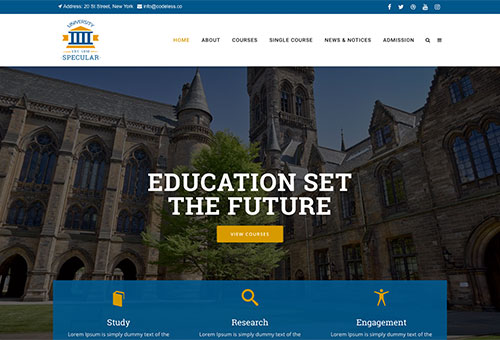 Address: 20 St Street, New York info@codeless.co
UNIVERSITY
SPECULAR
HOME ABOUT COURSES SINGLE COURSE NEWS & NOTICES ADMISSION
EDUCATION SET
THE FUTURE
VIEW COURSES
Study Research Engagement
Lorem Ipsum is simply dummy text of the Lorem Ipsum is simply dummy text of the Lorem Ipsum is simply dummy text of the